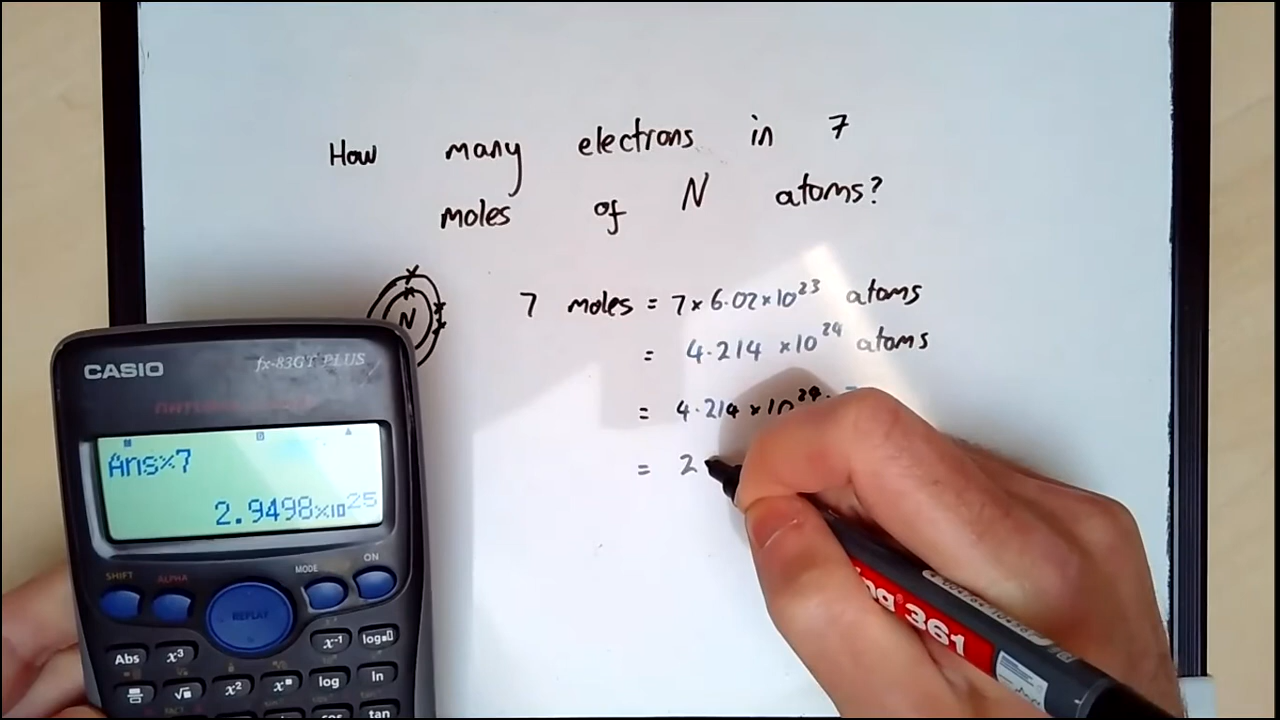 How many electrons in 7
moles of N atoms?
N
7 moles = 7 × 6.02 × 10²³ atoms
= 4.214 × 10²⁴ atoms
= 4.214 × 10²⁴
= 2
CASIO
fx-83GT PLUS
Ans×7
2.9498×10²⁵
SHIFT ALPHA MODE ON
REPLAY
Abs x³ x⁻¹ log
√ x² log ln
tan
361